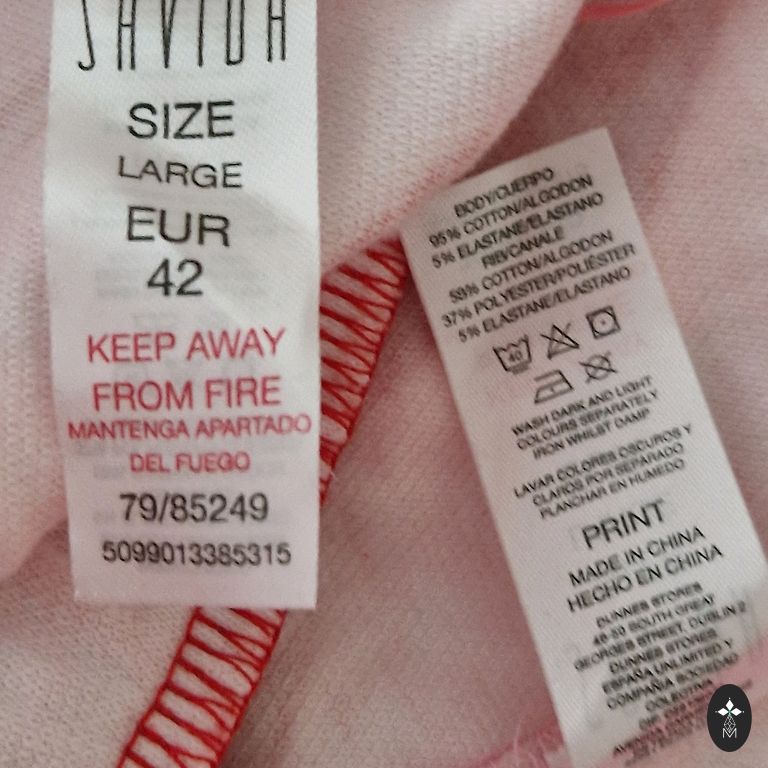 SAVIDA
SIZE
LARGE
EUR
42
KEEP AWAY
FROM FIRE
MANTENGA APARTADO
DEL FUEGO
79/85249
5099013385315
BODY/CUERPO
95% COTTON/ALGODON
5% ELASTANE/ELASTANO
RIB/CANALE
58% COTTON/ALGODON
37% POLYESTER/POLIÉSTER
5% ELASTANE/ELASTANO
40
WASH DARK AND LIGHT
COLOURS SEPARATELY
IRON WHILST DAMP
LAVAR COLORES OSCUROS Y
CLAROS POR SEPARADO
PLANCHAR EN HUMEDO
PRINT
MADE IN CHINA
HECHO EN CHINA
DUNNES STORES
46-50 SOUTH GREAT
GEORGES STREET, DUBLIN 2
DUNNES STORES
ESPAÑA UNLIMITED Y
COMPAÑIA SOCIEDAD
COLECTIVA
M